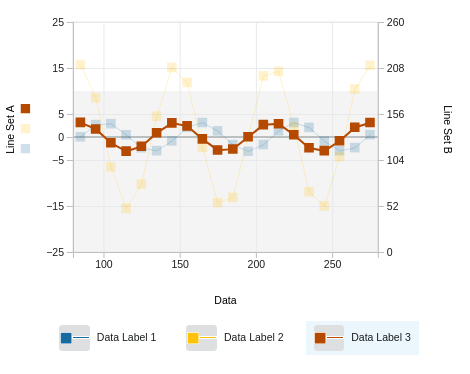 25
15
5
0
−5
−15
−25
Line Set A
260
208
156
104
52
0
Line Set B
100
150
200
250
Data
Data Label 1
Data Label 2
Data Label 3